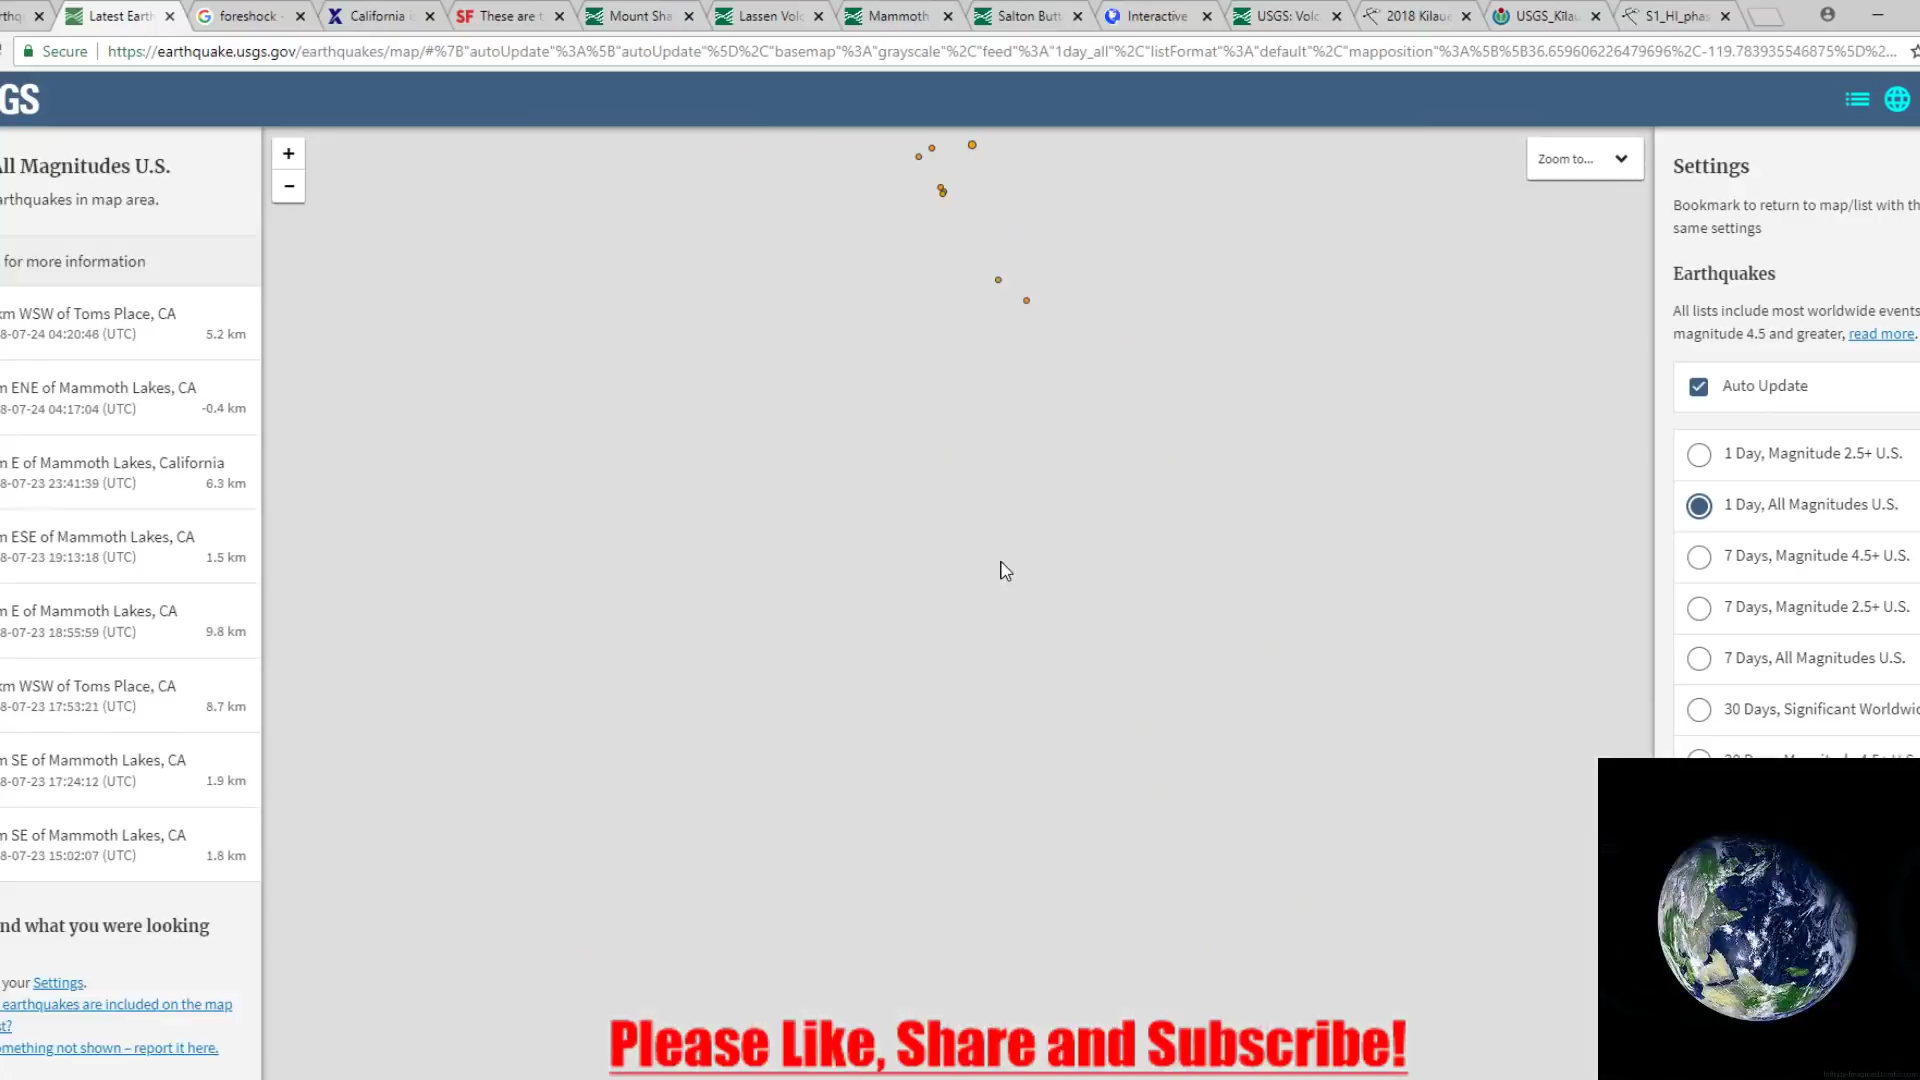 Latest Earth
foreshock
California i
SF These are t
Mount Sha
Lassen Volc
Mammoth
Salton Butt
Interactive
USGS: Volc
2018 Kilaue
USGS_Kilau
S1_HI_phas
Secure
https://earthquake.usgs.gov/earthquakes/map/#%7B"autoUpdate"%3A%5B"autoUpdate"%5D%2C"basemap"%3A"grayscale"%2C"feed"%3A"1day_all"%2C"listFormat"%3A"default"%2C"mapposition"%3A%5B%5B36.659606226479696%2C-119.783935546875%5D%2...
GS
All Magnitudes U.S.
arthquakes in map area.
for more information
km WSW of Toms Place, CA
8-07-24 04:20:46 (UTC) 5.2 km
m ENE of Mammoth Lakes, CA
8-07-24 04:17:04 (UTC) -0.4 km
m E of Mammoth Lakes, California
8-07-23 23:41:39 (UTC) 6.3 km
m ESE of Mammoth Lakes, CA
8-07-23 19:13:18 (UTC) 1.5 km
m E of Mammoth Lakes, CA
8-07-23 18:55:59 (UTC) 9.8 km
km WSW of Toms Place, CA
8-07-23 17:53:21 (UTC) 8.7 km
m SE of Mammoth Lakes, CA
8-07-23 17:24:12 (UTC) 1.9 km
m SE of Mammoth Lakes, CA
8-07-23 15:02:07 (UTC) 1.8 km
nd what you were looking
your Settings.
earthquakes are included on the map
st?
omething not shown – report it here.
+
−
Zoom to...
Settings
Bookmark to return to map/list with th
same settings
Earthquakes
All lists include most worldwide events
magnitude 4.5 and greater, read more.
Auto Update
1 Day, Magnitude 2.5+ U.S.
1 Day, All Magnitudes U.S.
7 Days, Magnitude 4.5+ U.S.
7 Days, Magnitude 2.5+ U.S.
7 Days, All Magnitudes U.S.
30 Days, Significant Worldwid
Please Like, Share and Subscribe!